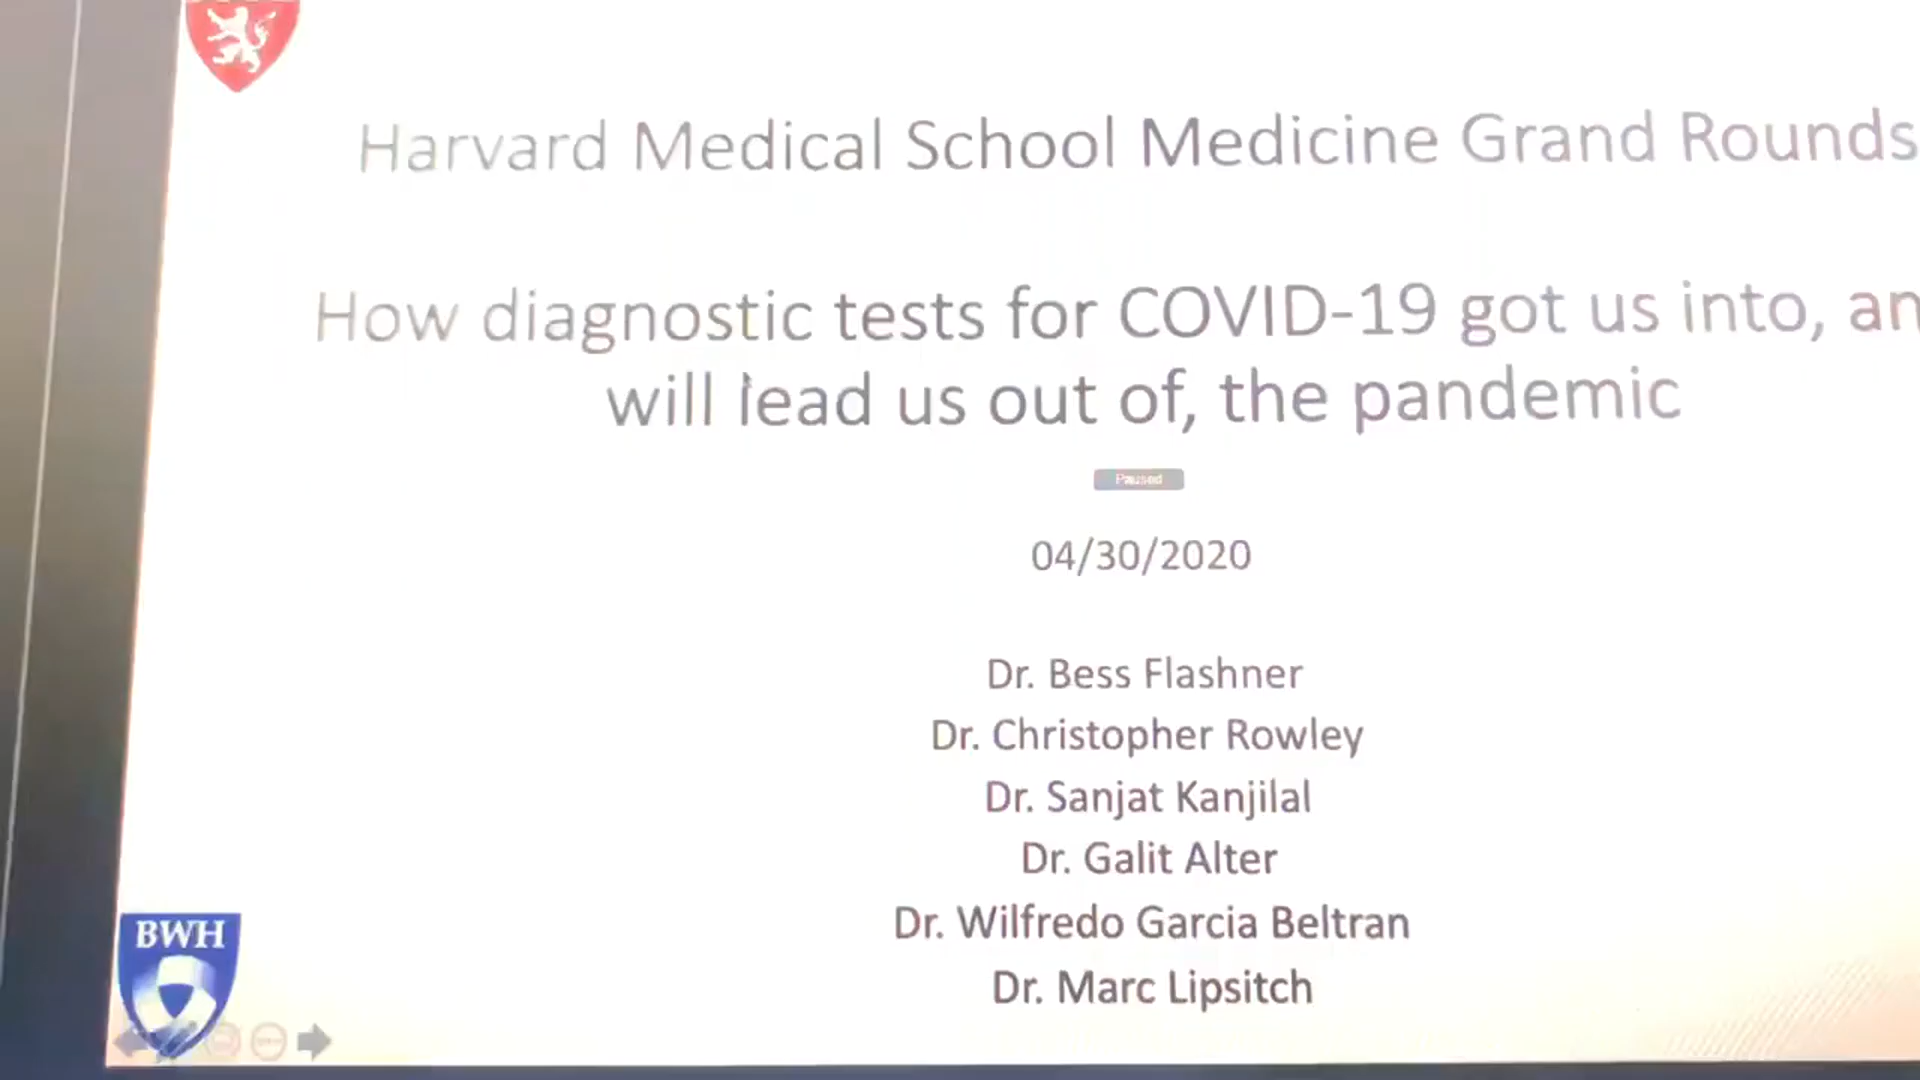 Harvard Medical School Medicine Grand Rounds
How diagnostic tests for COVID-19 got us into, an
will lead us out of, the pandemic
Paused
04/30/2020
Dr. Bess Flashner
Dr. Christopher Rowley
Dr. Sanjat Kanjilal
Dr. Galit Alter
Dr. Wilfredo Garcia Beltran
Dr. Marc Lipsitch
BWH